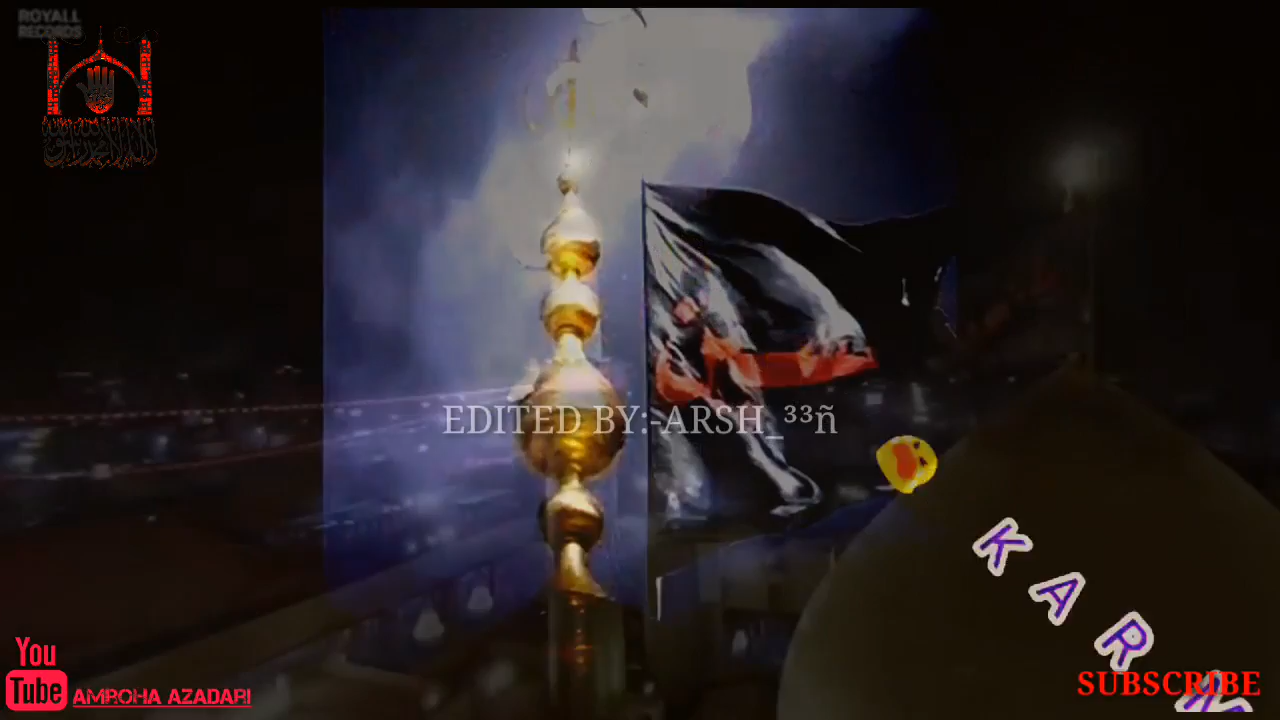 ROYALL
RECORDS
EDITED BY:-ARSH_³³ñ
K A R
You
Tube AMROHA AZADARI
SUBSCRIBE